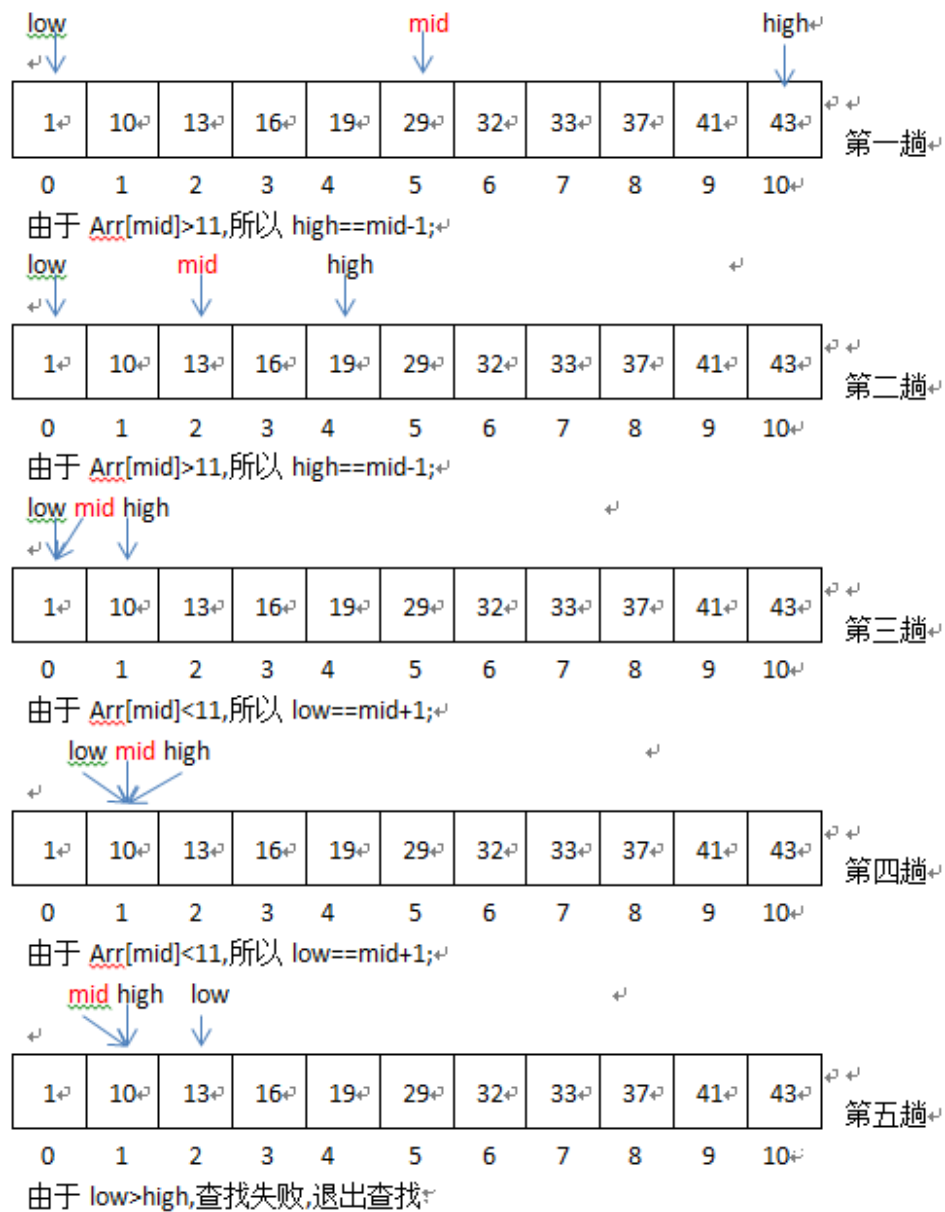 low mid high
1 10 13 16 19 29 32 33 37 41 43
第一趟
0 1 2 3 4 5 6 7 8 9 10
由于 Arr[mid]>11,所以 high==mid-1;
low mid high
1 10 13 16 19 29 32 33 37 41 43
第二趟
0 1 2 3 4 5 6 7 8 9 10
由于 Arr[mid]>11,所以 high==mid-1;
low mid high
1 10 13 16 19 29 32 33 37 41 43
第三趟
0 1 2 3 4 5 6 7 8 9 10
由于 Arr[mid]<11,所以 low==mid+1;
low mid high
1 10 13 16 19 29 32 33 37 41 43
第四趟
0 1 2 3 4 5 6 7 8 9 10
由于 Arr[mid]<11,所以 low==mid+1;
mid high low
1 10 13 16 19 29 32 33 37 41 43
第五趟
0 1 2 3 4 5 6 7 8 9 10
由于 low>high,查找失败,退出查找